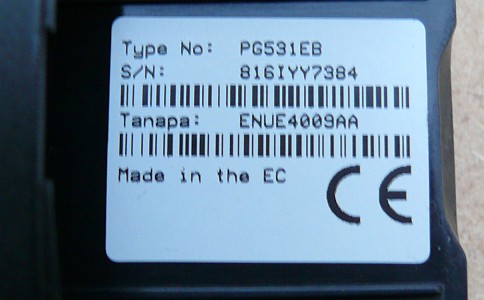 Type No: PG531EB
S/N: 816IYY7384
Tanapa: ENUE4009AA
Made in the EC
CE